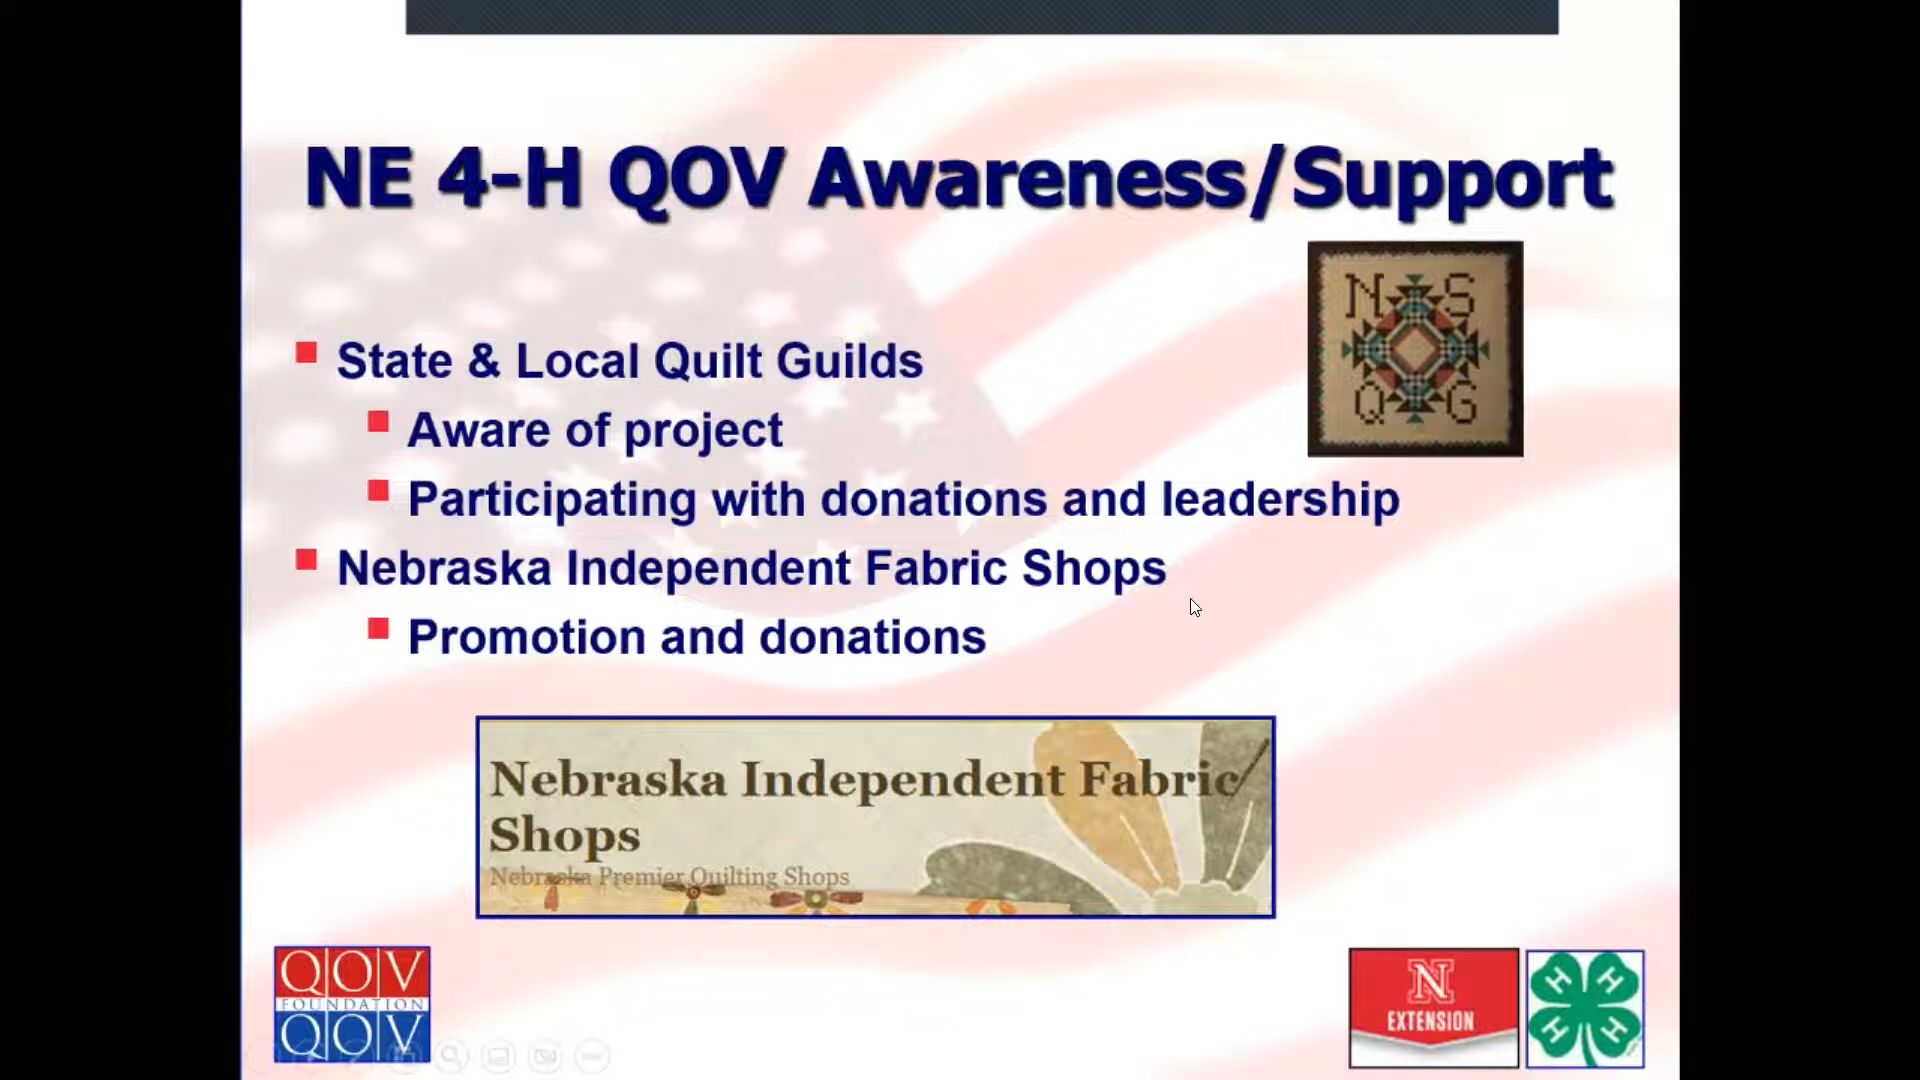 NE 4-H QOV Awareness/Support
N S
Q G
State & Local Quilt Guilds
Aware of project
Participating with donations and leadership
Nebraska Independent Fabric Shops
Promotion and donations
Nebraska Independent Fabric
Shops
Nebraska Premier Quilting Shops
QOV
FOUNDATION
QOV
N
EXTENSION
H H
H H